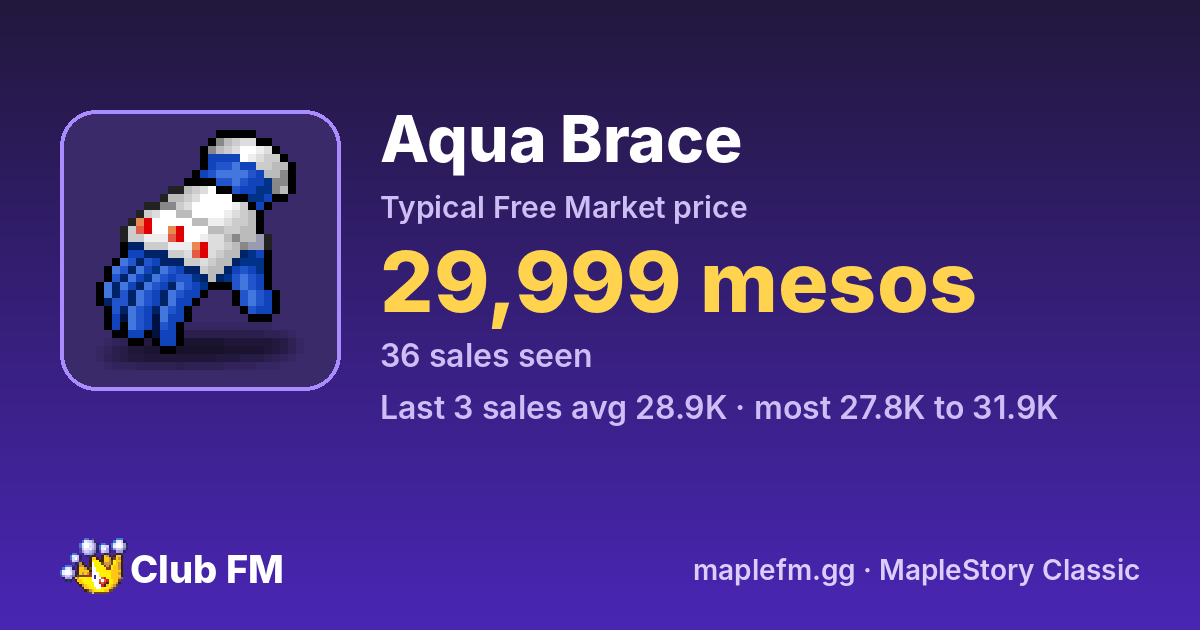 Aqua Brace
Typical Free Market price
29,999 mesos
36 sales seen
Last 3 sales avg 28.9K · most 27.8K to 31.9K
Club FM
maplefm.gg · MapleStory Classic